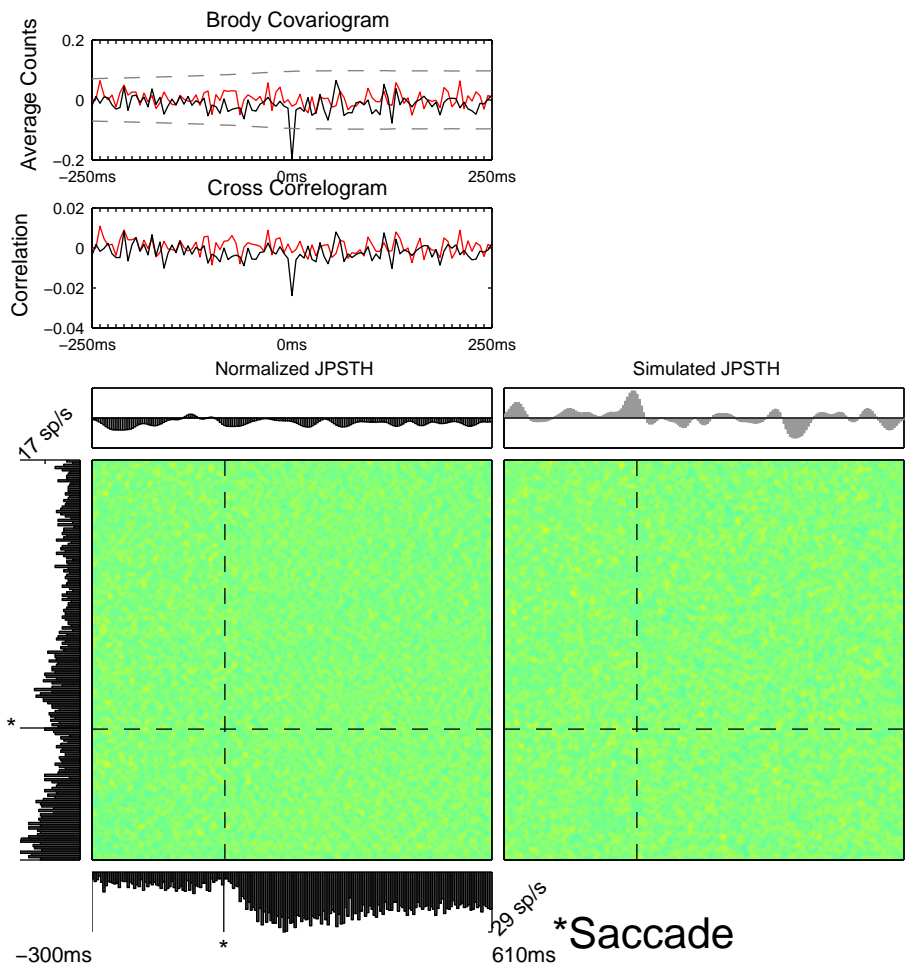 Brody Covariogram
Average Counts
0.2
0
−0.2
−250ms 0ms 250ms
Cross Correlogram
Correlation
0.02
0
−0.02
−0.04
−250ms 0ms 250ms
Normalized JPSTH Simulated JPSTH
17 sp/s
*
29 sp/s
*
*Saccade
−300ms 610ms